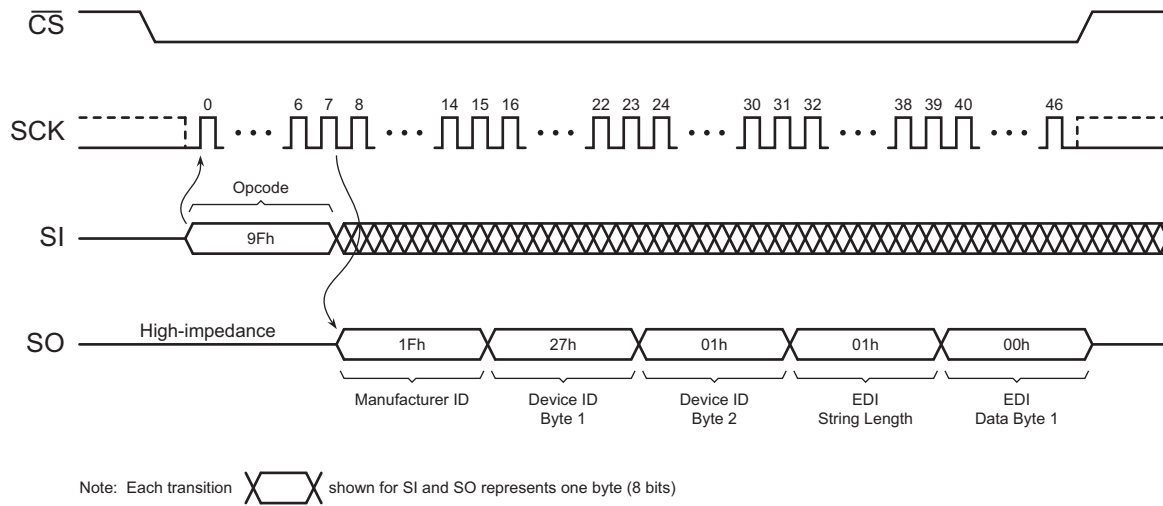 CS
0 6 7 8 14 15 16 22 23 24 30 31 32 38 39 40 46
SCK
Opcode
SI 9Fh
High-impedance
SO 1Fh 27h 01h 01h 00h
Manufacturer ID Device ID Device ID EDI EDI
Byte 1 Byte 2 String Length Data Byte 1
Note: Each transition shown for SI and SO represents one byte (8 bits)